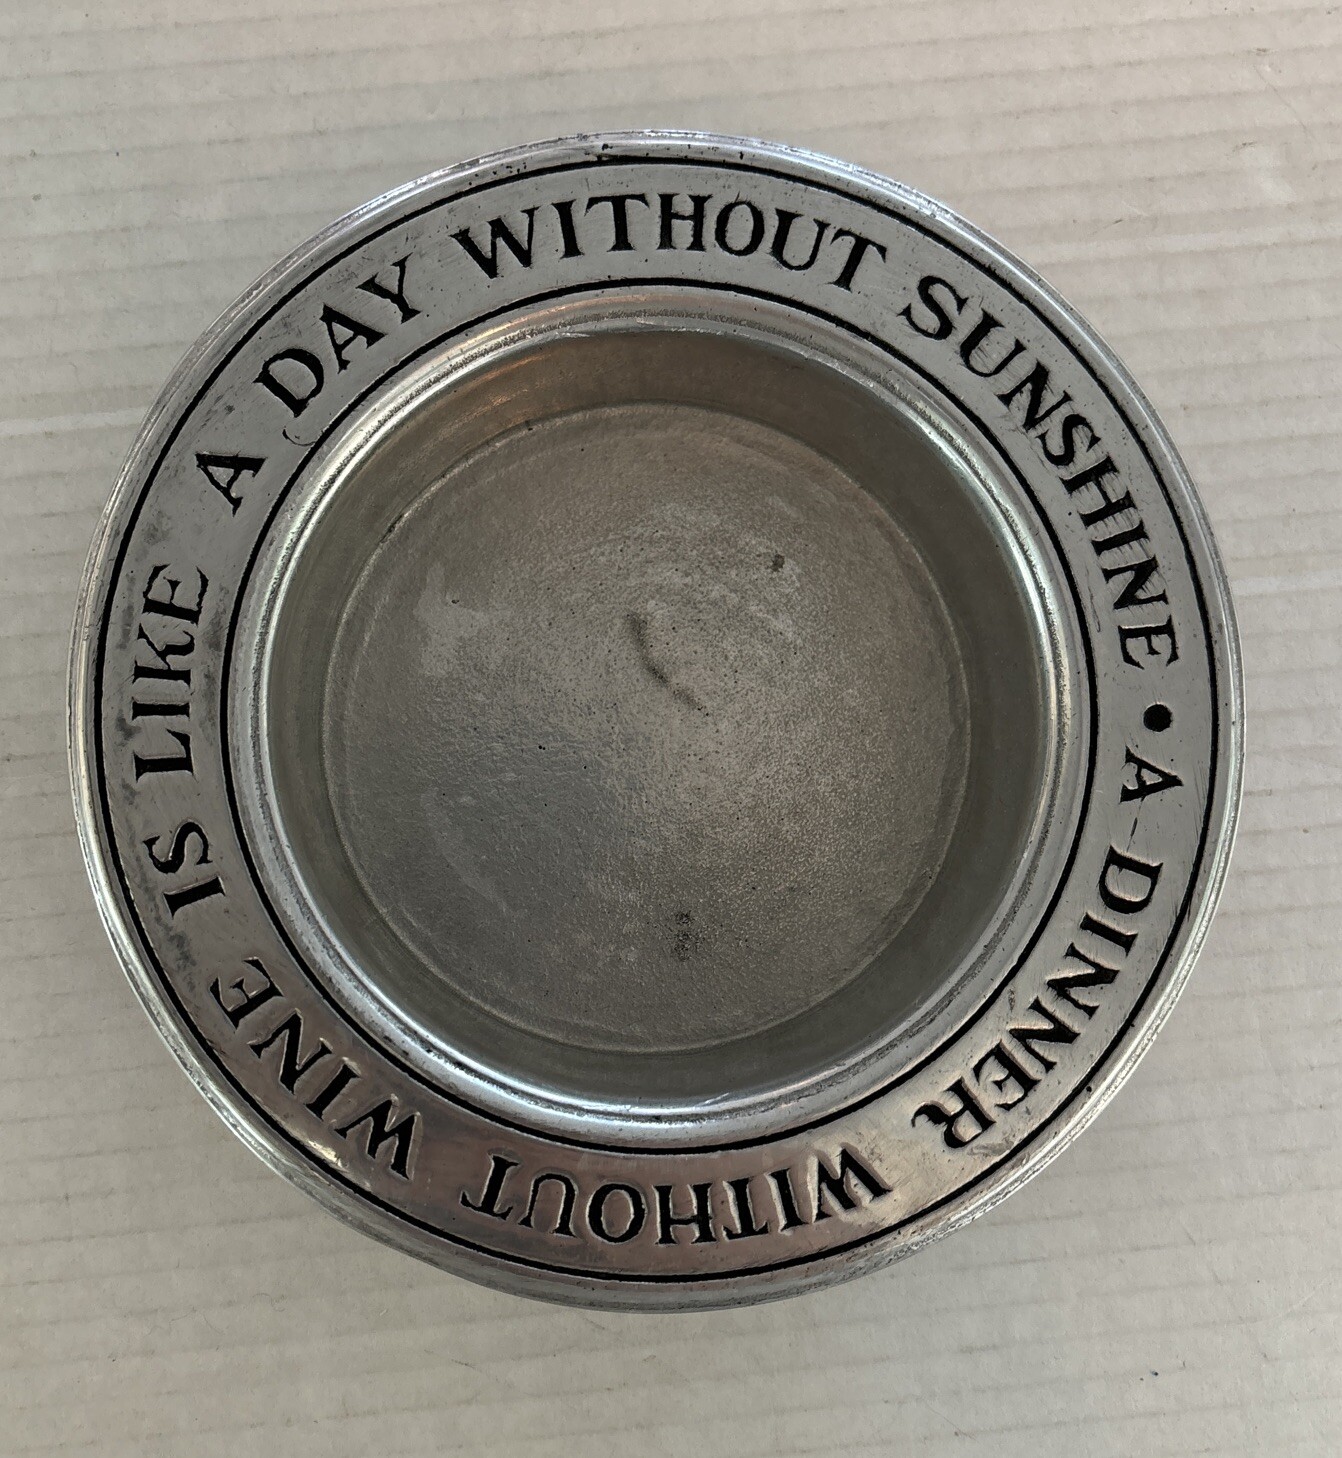 A DINNER WITHOUT WINE IS LIKE A DAY WITHOUT SUNSHINE •